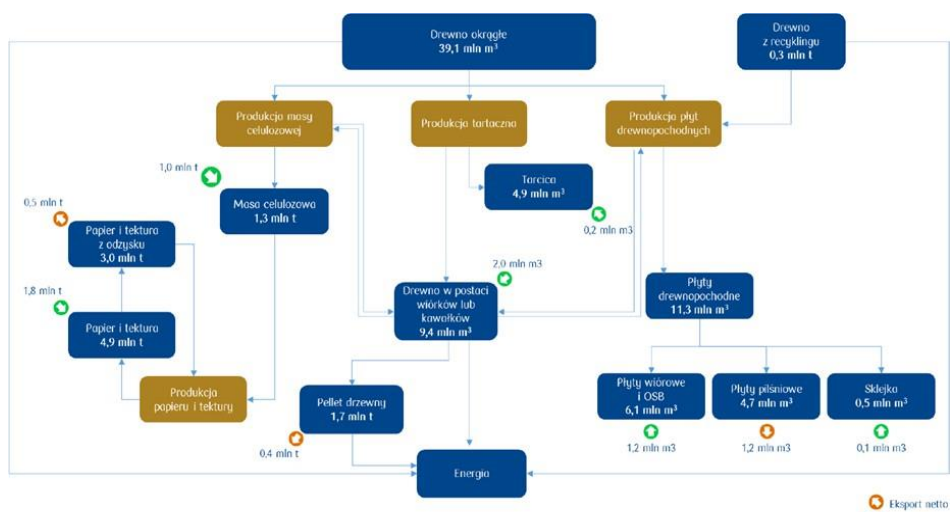 Drewno okrągłe
39,1 mln m³
Drewno
z recyklingu
0,3 mln t
Produkcja masy
celulozowej
Produkcja tartaczna
Produkcja płyt
drewnopochodnych
1,0 mln t
Masa celulozowa
1,3 mln t
Tarcica
4,9 mln m³
0,2 mln m3
0,5 mln t
Papier i tektura
z odzysku
3,0 mln t
2,0 mln m3
Drewno w postaci
wiórków lub
kawałków
9,4 mln m³
Płyty
drewnopochodne
11,3 mln m³
1,8 mln t
Papier i tektura
4,9 mln t
Produkcja
papieru i tektury
Pellet drzewny
1,7 mln t
0,4 mln t
Płyty wiórowe
i OSB
6,1 mln m³
Płyty pilśniowe
4,7 mln m³
Sklejka
0,5 mln m³
1,2 mln m3
1,2 mln m3
0,1 mln m3
Energia
Eksport netto